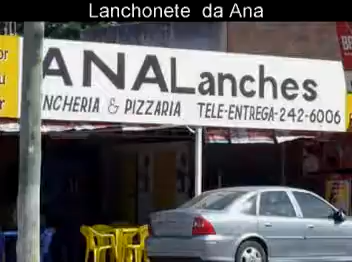 Lanchonete da Ana
ANALanches
NCHERIA & PIZZARIA TELE-ENTREGA-242-6006